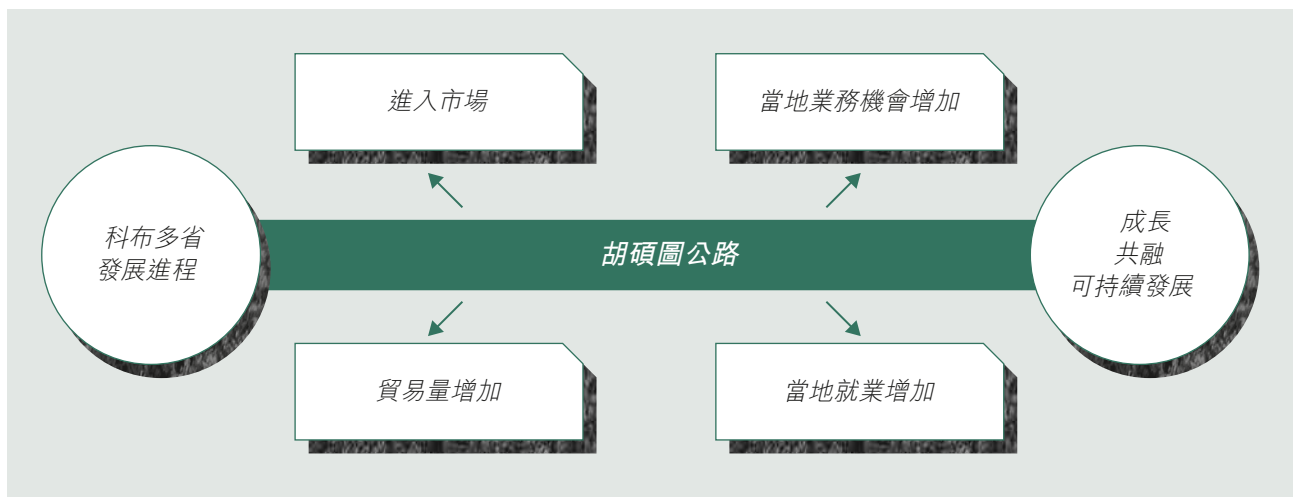 進入市場
當地業務機會增加
科布多省
發展進程
胡碩圖公路
成長
共融
可持續發展
貿易量增加
當地就業增加